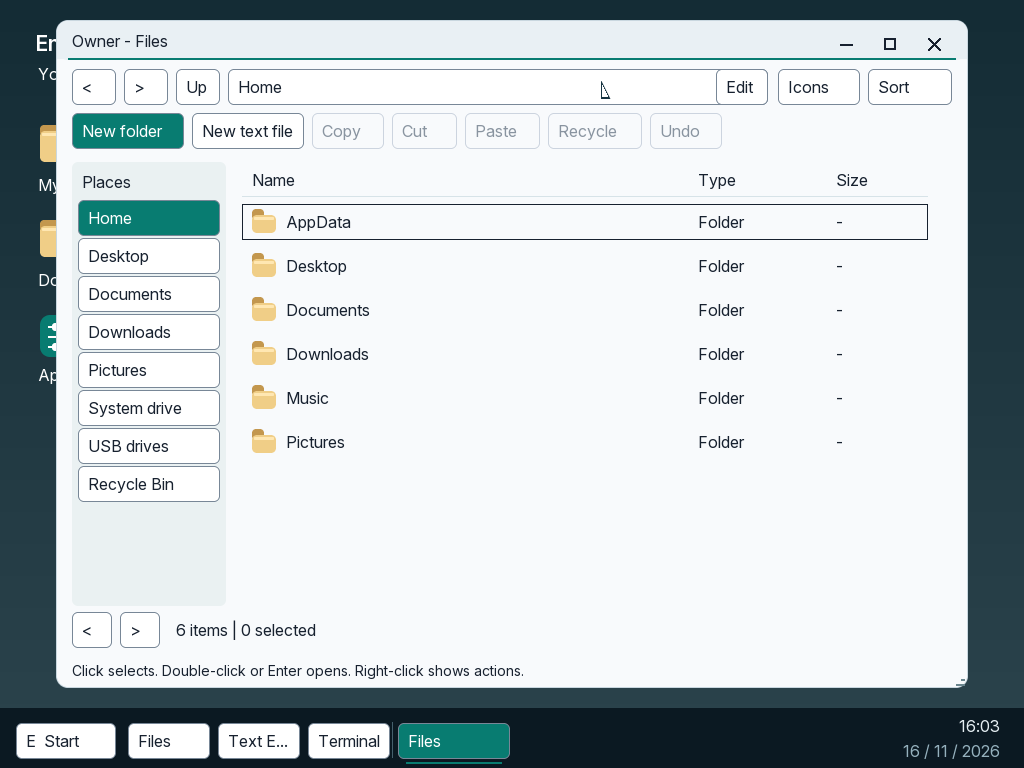 Owner - Files
< > Up Home Edit Icons Sort
New folder New text file Copy Cut Paste Recycle Undo
Places
Home
Desktop
Documents
Downloads
Pictures
System drive
USB drives
Recycle Bin
Name Type Size
AppData Folder -
Desktop Folder -
Documents Folder -
Downloads Folder -
Music Folder -
Pictures Folder -
< > 6 items | 0 selected
Click selects. Double-click or Enter opens. Right-click shows actions.
E Start Files Text E... Terminal Files
16:03
16 / 11 / 2026